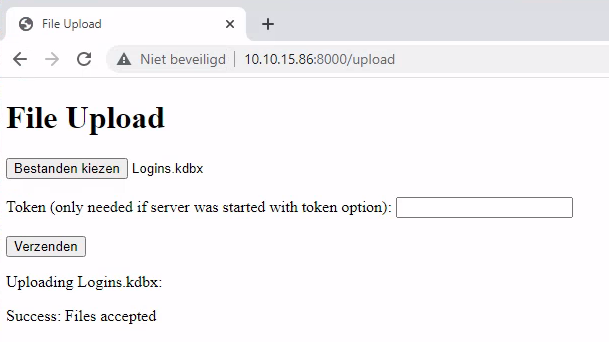 File Upload
Niet beveiligd 10.10.15.86:8000/upload
File Upload
Bestanden kiezen Logins.kdbx
Token (only needed if server was started with token option):
Verzenden
Uploading Logins.kdbx:
Success: Files accepted